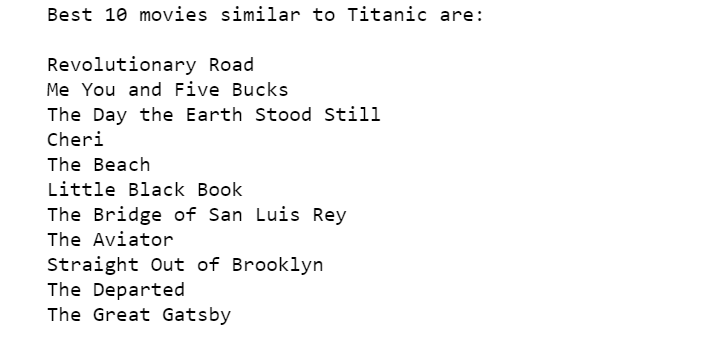 Best 10 movies similar to Titanic are:
Revolutionary Road
Me You and Five Bucks
The Day the Earth Stood Still
Cheri
The Beach
Little Black Book
The Bridge of San Luis Rey
The Aviator
Straight Out of Brooklyn
The Departed
The Great Gatsby